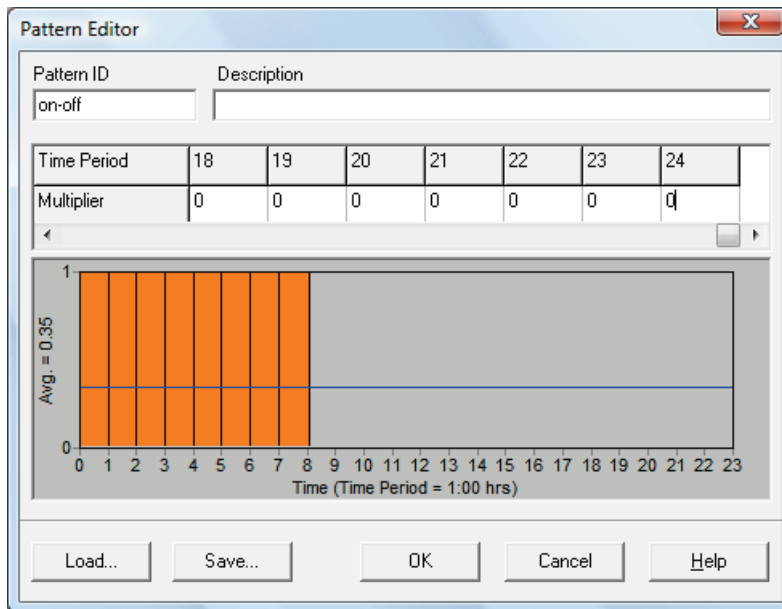 Pattern Editor
Pattern ID Description
on-off
Time Period 18 19 20 21 22 23 24
Multiplier 0 0 0 0 0 0 0
1
Avg. = 0.35
0
0 1 2 3 4 5 6 7 8 9 10 11 12 13 14 15 16 17 18 19 20 21 22 23
Time (Time Period = 1:00 hrs)
Load... Save... OK Cancel Help